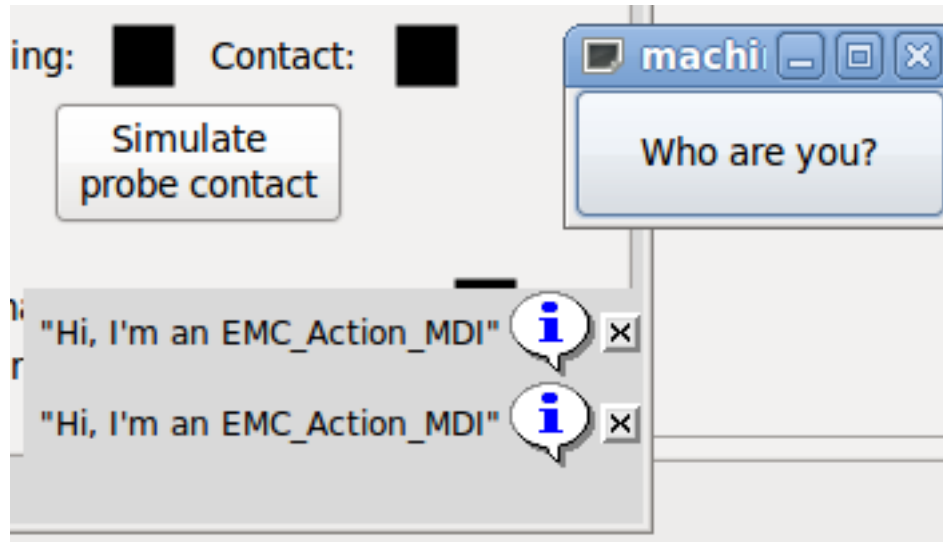 ing: Contact:
machi
Simulate
probe contact
Who are you?
"Hi, I'm an EMC_Action_MDI"
"Hi, I'm an EMC_Action_MDI"